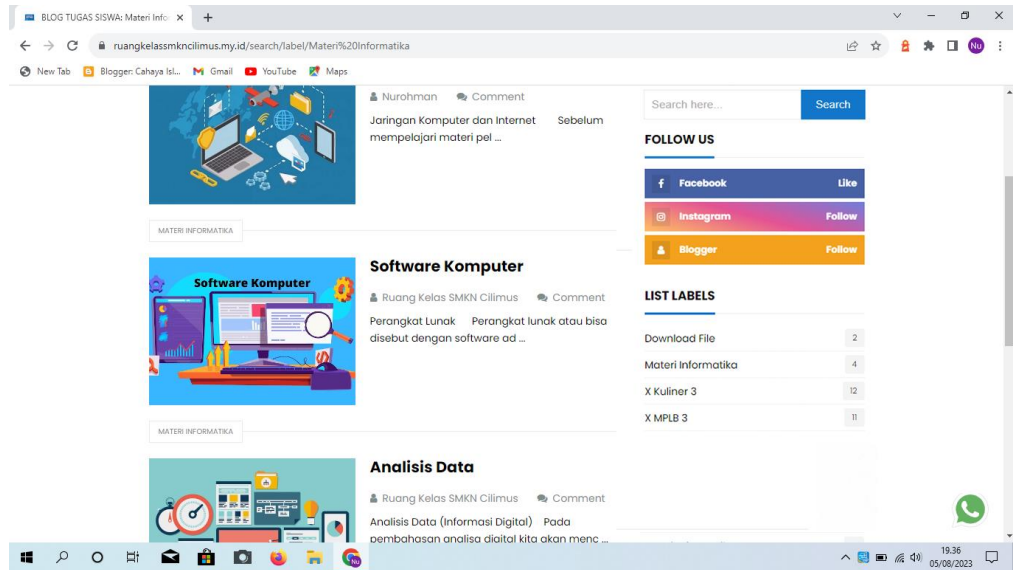 BLOG TUGAS SISWA: Materi Info
ruangkelassmkncilimus.my.id/search/label/Materi%20Informatika
Nu
New Tab
Blogger: Cahaya Isl...
Gmail
YouTube
Maps
Nurohman
Comment
Jaringan Komputer dan Internet Sebelum
mempelajari materi pel ...
MATERI INFORMATIKA
Software Komputer
Software Komputer
Ruang Kelas SMKN Cilimus
Comment
Perangkat Lunak Perangkat lunak atau bisa
disebut dengan software ad ...
MATERI INFORMATIKA
Analisis Data
Ruang Kelas SMKN Cilimus
Comment
Analisis Data (Informasi Digital) Pada
pembahasan analisa digital kita akan menc ...
Search here...
Search
FOLLOW US
Facebook
Like
Instagram
Follow
Blogger
Follow
LIST LABELS
Download File 2
Materi Informatika 4
X Kuliner 3 12
X MPLB 3 11
Nu
19.36
05/08/2023